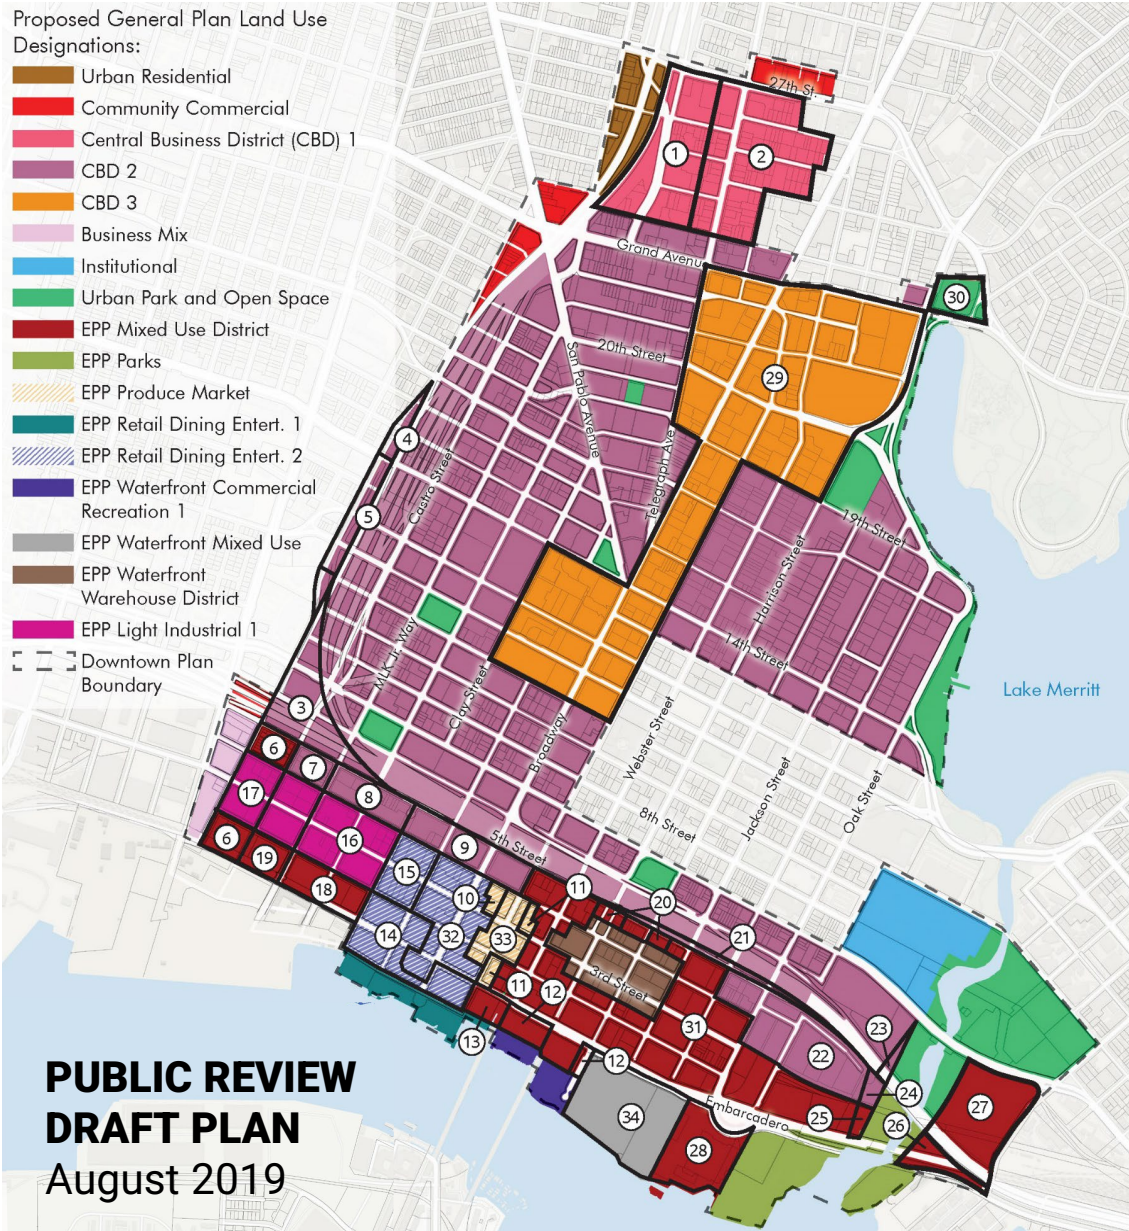 Proposed General Plan Land Use
Designations:
Urban Residential
Community Commercial
Central Business District (CBD) 1
CBD 2
CBD 3
Business Mix
Institutional
Urban Park and Open Space
EPP Mixed Use District
EPP Parks
EPP Produce Market
EPP Retail Dining Entert. 1
EPP Retail Dining Entert. 2
EPP Waterfront Commercial
Recreation 1
EPP Waterfront Mixed Use
EPP Waterfront
Warehouse District
EPP Light Industrial 1
Downtown Plan
Boundary
27th St.
1
2
Grand Avenu
30
20th Street
San Pablo Avenue
29
4
Castro Street
Telegraph Ave
5
19th Street
Harrison Street
14th Street
MLK Jr. Way
Clay Street
Lake Merritt
3
Broadway
Webster Street
6
7
17
8
Jackson Street
Oak Street
8th Street
6
19
16
9
5th Street
18
15
10
11
20
14
32
33
21
3rd Street
11
12
31
13
12
22
23
34
Embarcadero
24
25
26
27
28
PUBLIC REVIEW
DRAFT PLAN
August 2019